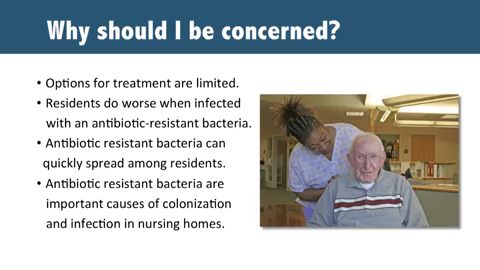 Why should I be concerned?
• Options for treatment are limited.
• Residents do worse when infected
with an antibiotic-resistant bacteria.
• Antibiotic resistant bacteria can
quickly spread among residents.
• Antibiotic resistant bacteria are
important causes of colonization
and infection in nursing homes.